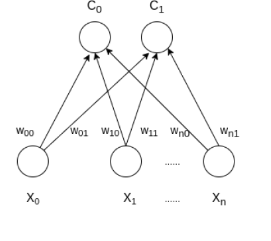 C0 C1
w00 w01 w10 w11 wn0 wn1
......
X0 X1 ...... Xn